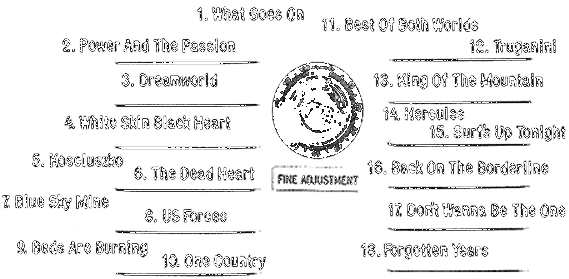 1. What Goes On
2. Power And The Passion
3. Dreamworld
4. White Skin Black Heart
5. Kosciuszko
6. The Dead Heart
7. Blue Sky Mine
8. US Forces
9. Beds Are Burning
10. One Country
FINE ADJUSTMENT
11. Best Of Both Worlds
12. Truganini
13. King Of The Mountain
14. Hercules
15. Surf's Up Tonight
16. Back On The Borderline
17. Don't Wanna Be The One
18. Forgotten Years